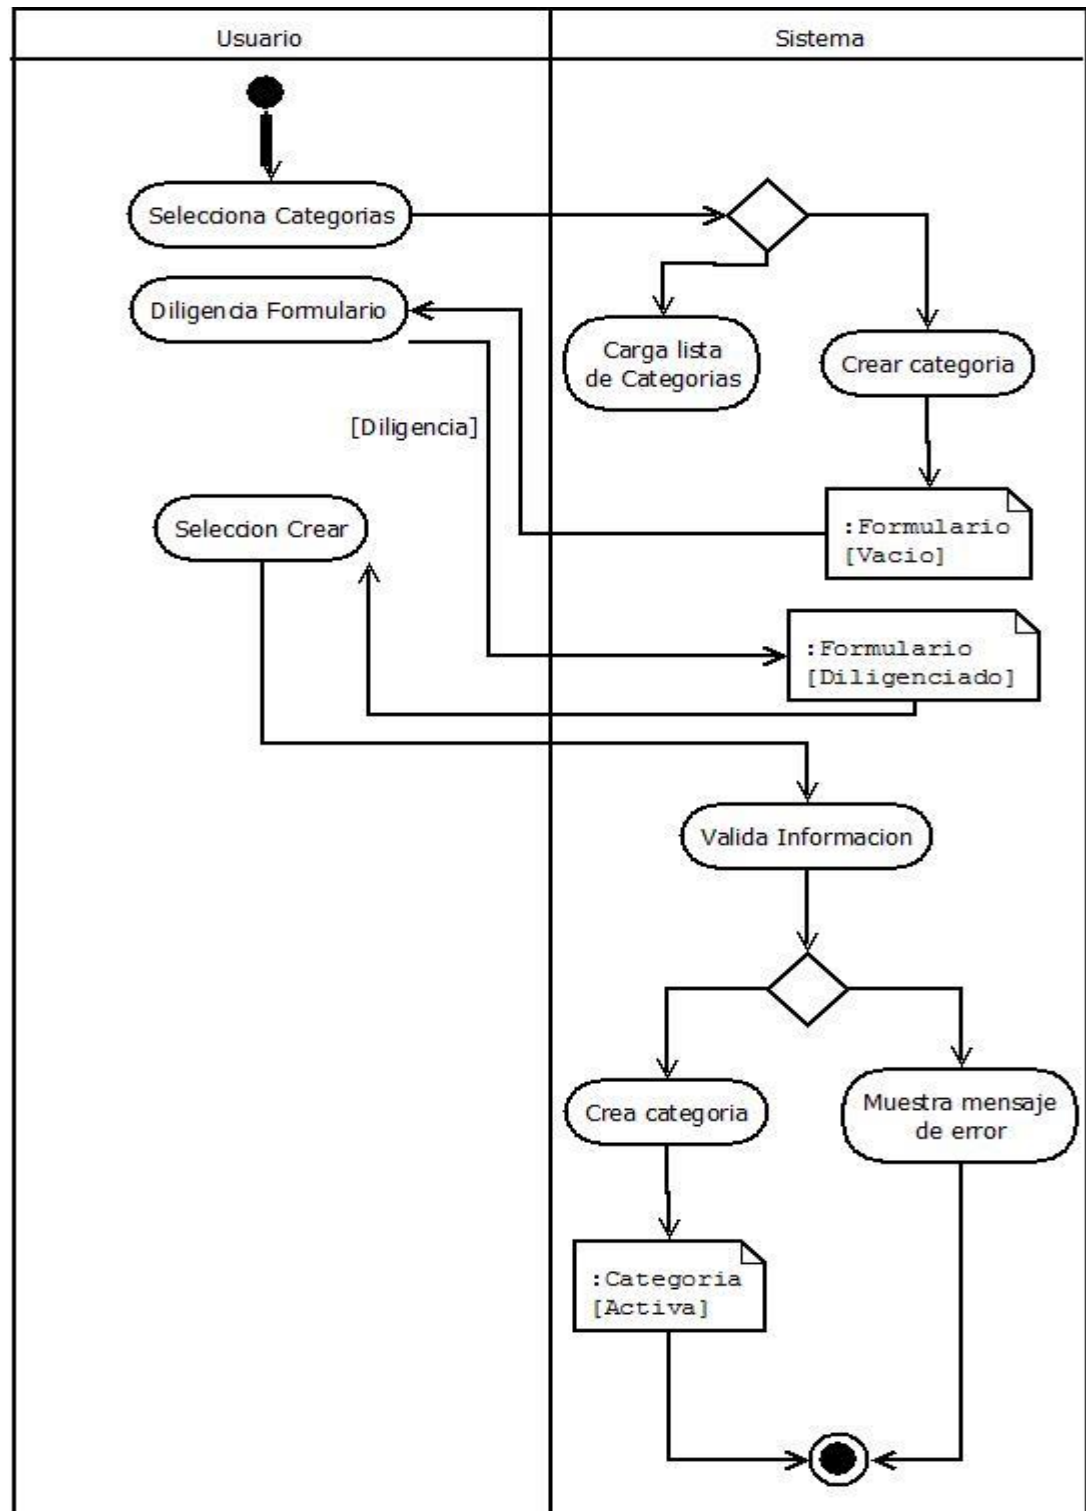 Usuario
Sistema
Selecciona Categorias
Diligencia Formulario
Carga lista
de Categorias
Crear categoria
[Diligencia]
Seleccion Crear
:Formulario
[Vacio]
:Formulario
[Diligenciado]
Valida Informacion
Crea categoria
Muestra mensaje
de error
:Categoria
[Activa]